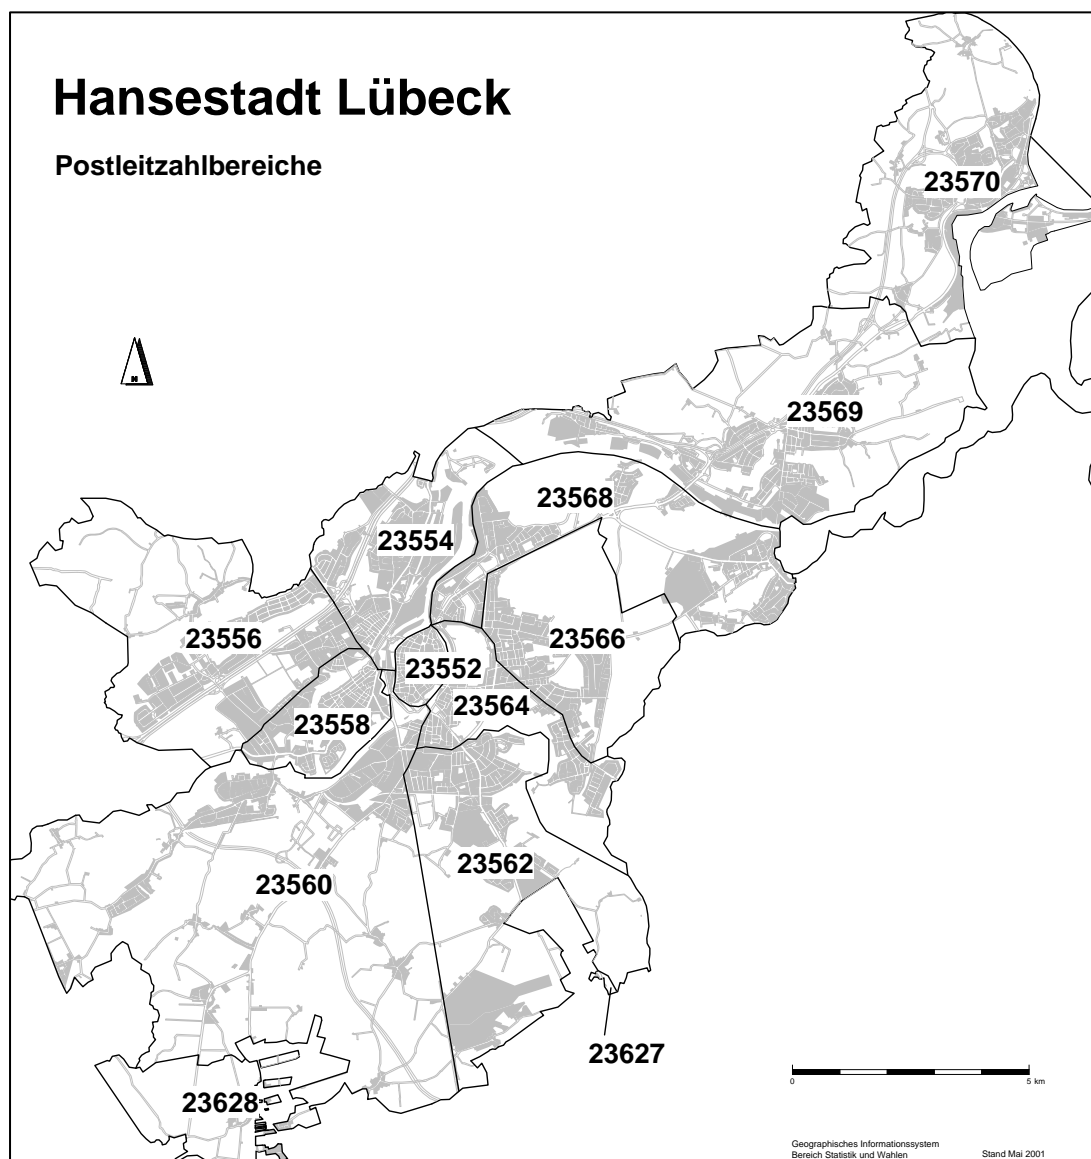 Hansestadt Lübeck
Postleitzahlbereiche
23570
N
23569
23568
23554
23556
23566
23552
23564
23558
23562
23560
23627
23628
0 5 km
Geographisches Informationssystem
Bereich Statistik und Wahlen Stand Mai 2001